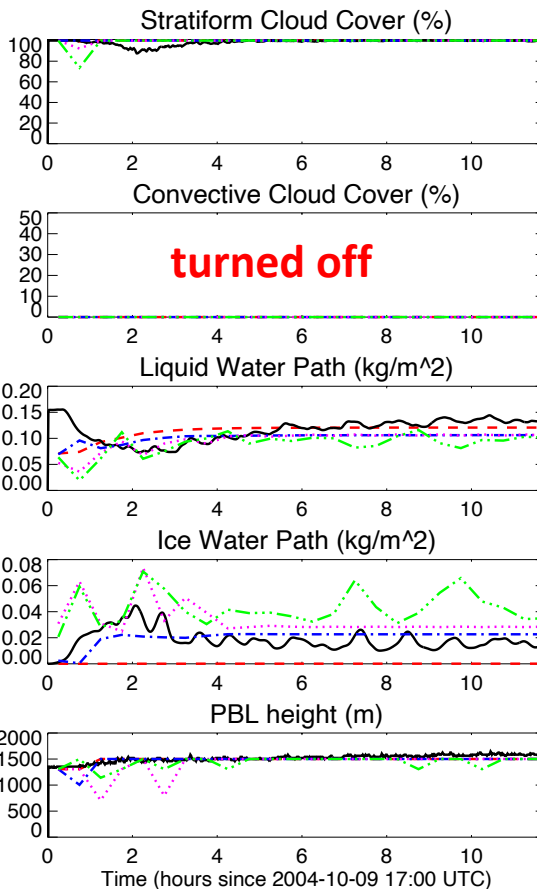 Stratiform Cloud Cover (%)
100
80
60
40
20
0
0 2 4 6 8 10
Convective Cloud Cover (%)
50
40
30
20
10
0
turned off
0 2 4 6 8 10
Liquid Water Path (kg/m^2)
0.20
0.15
0.10
0.05
0.00
0 2 4 6 8 10
Ice Water Path (kg/m^2)
0.08
0.06
0.04
0.02
0.00
0 2 4 6 8 10
PBL height (m)
2000
1500
1000
500
0
0 2 4 6 8 10
Time (hours since 2004-10-09 17:00 UTC)